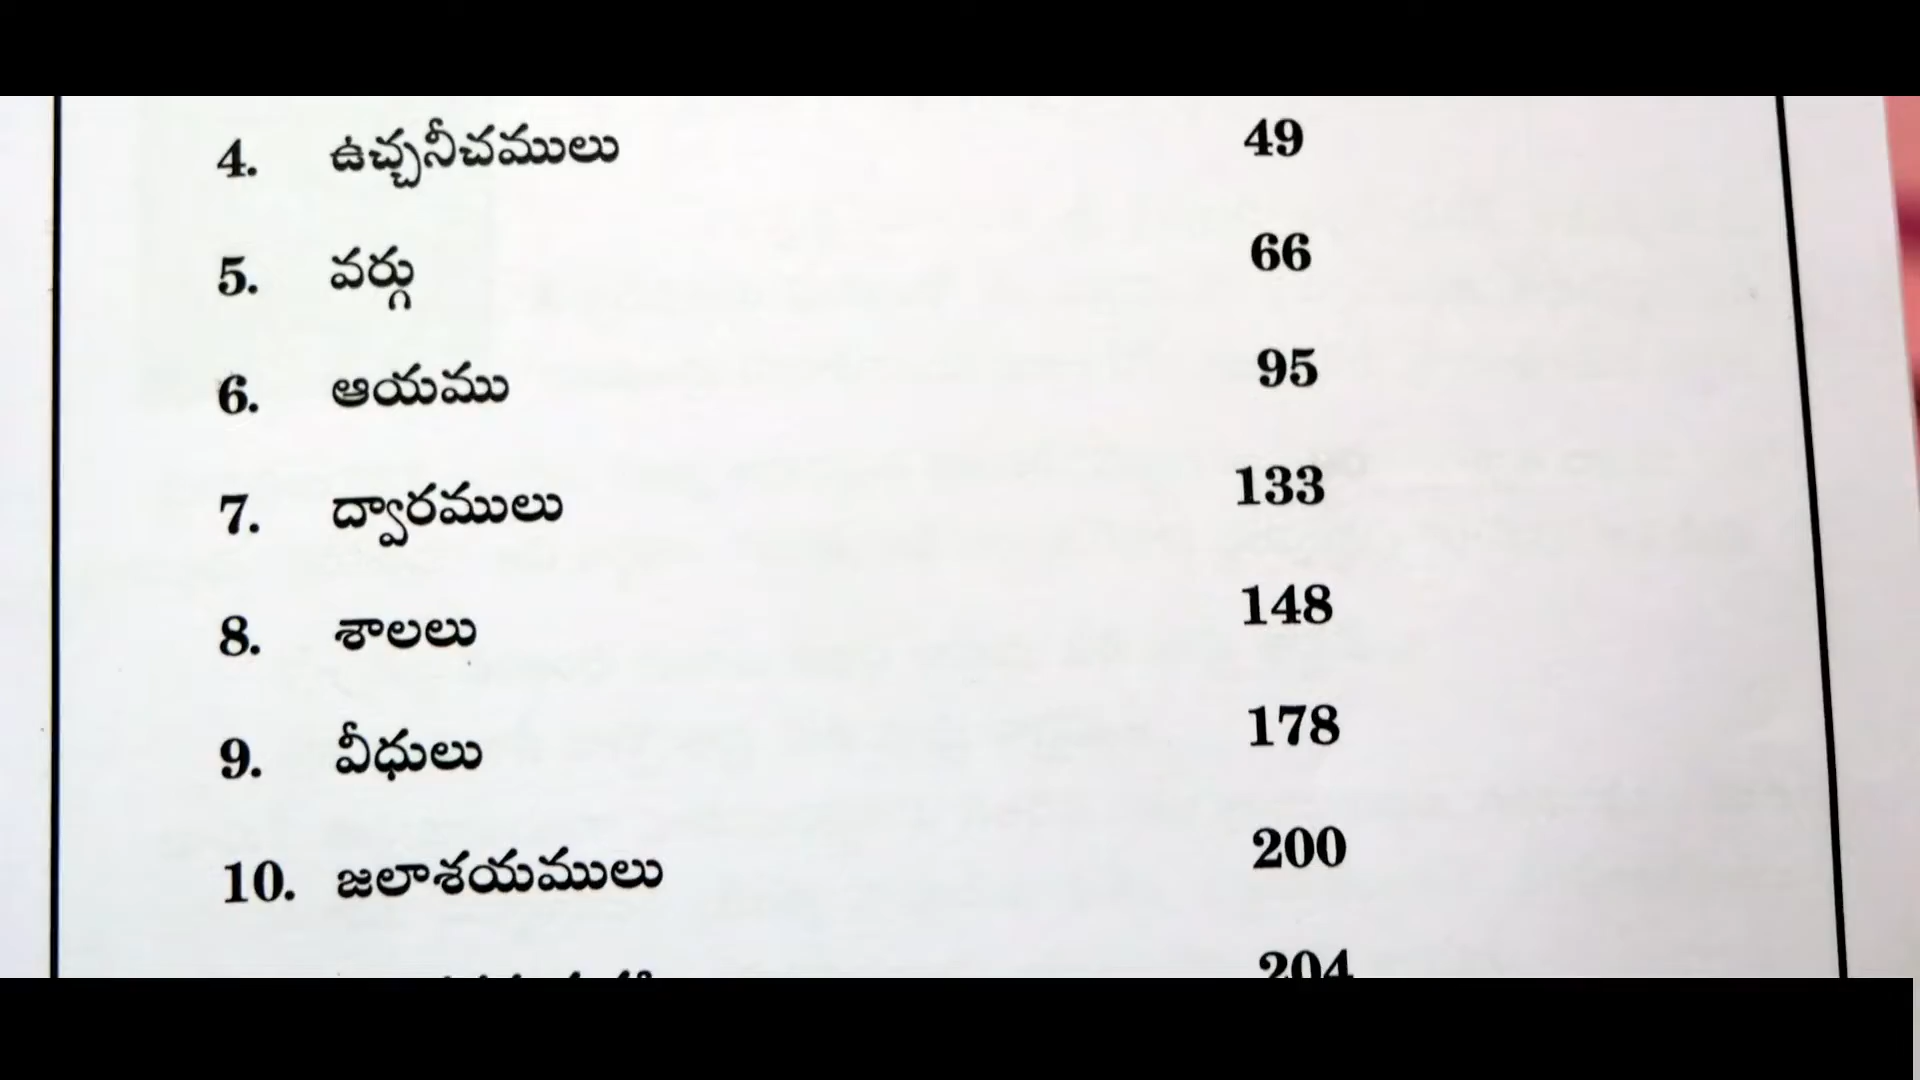 4. ఉచ్చనీచములు 49
5. వర్గు 66
6. ఆయము 95
7. ద్వారములు 133
8. శాలలు 148
9. వీధులు 178
10. జలాశయములు 200
204